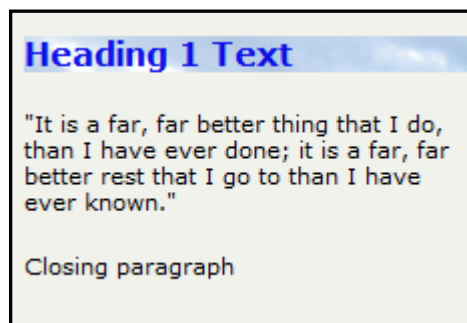 Heading 1 Text
"It is a far, far better thing that I do,
than I have ever done; it is a far, far
better rest that I go to than I have
ever known."
Closing paragraph